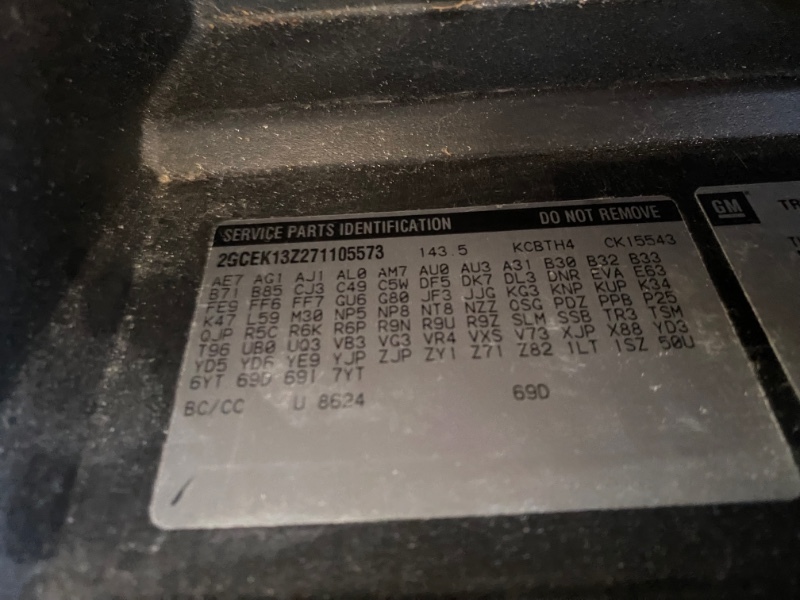 SERVICE PARTS IDENTIFICATION DO NOT REMOVE
2GCEK13Z271105573 143.5 KCBTH4 CK15543
AE7 AG1 AJ1 AL0 AM7 AU0 AU3 A31 B30 B32 B33
B71 B85 CJ3 C49 C5W DF5 DK7 DL3 DNR EVA E63
FE9 FF6 FF7 GU6 G80 JF3 JJG KG3 KNP KUP K34
K47 L59 M30 NP5 NP8 NT8 NZZ QSG PDZ PPB P25
QJP R5C R6K R6P R9N R9U R9Z SLM SSB TR3 TSM
T96 UB0 UQ3 VB3 VG3 VR4 VXS V73 XJP X88 YD3
YD5 YD6 YE9 YJP ZJP ZY1 Z71 Z82 1LT 1SZ 50U
6YT 69D 69I 7YT
BC/CC U 8624 69D
GM
TR